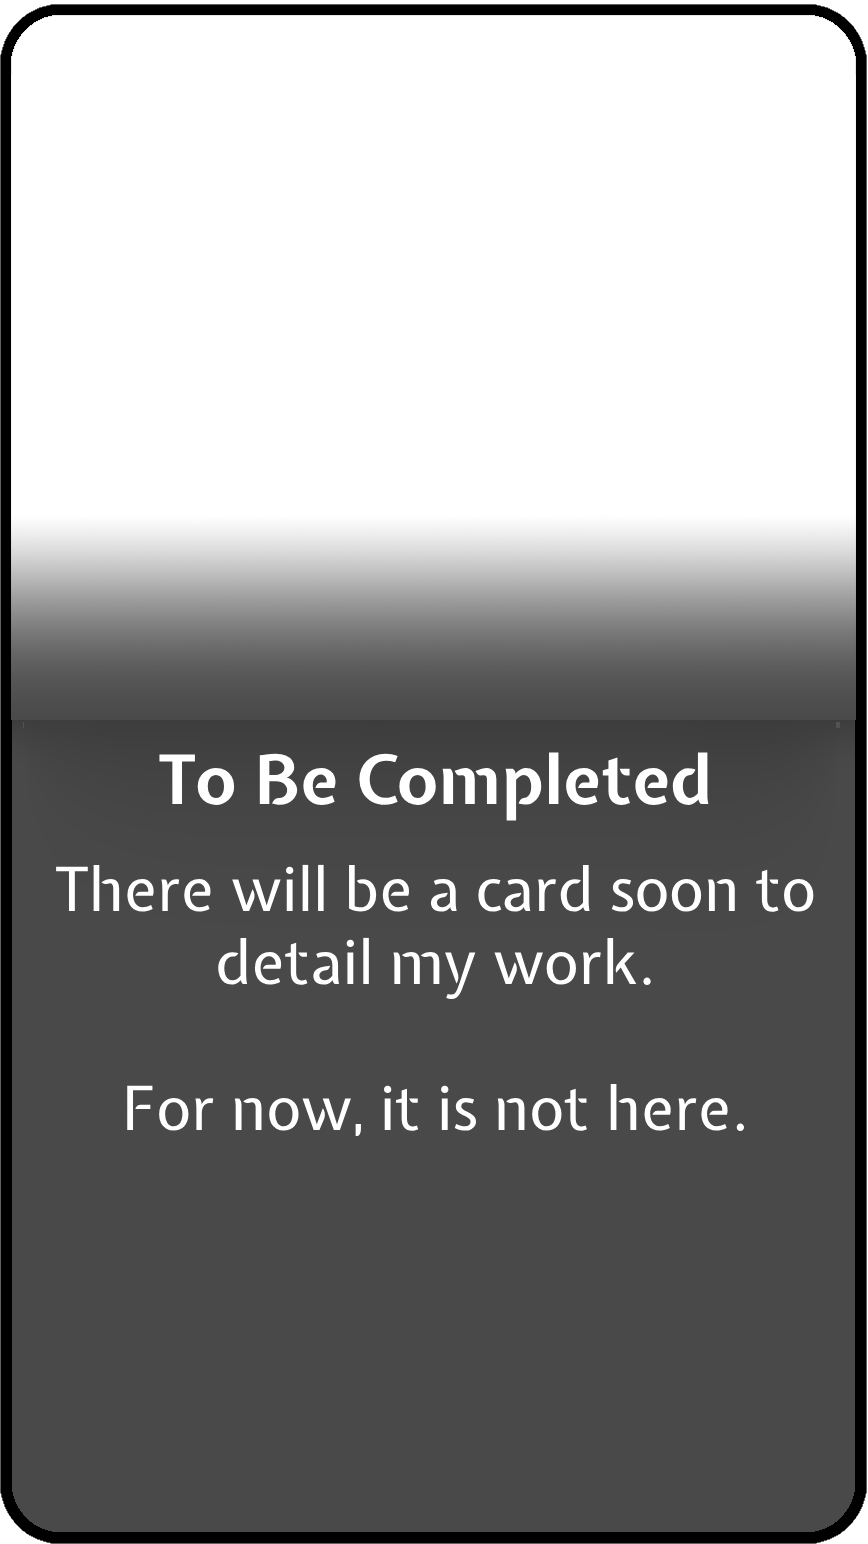 To Be Completed
There will be a card soon to
detail my work.
For now, it is not here.